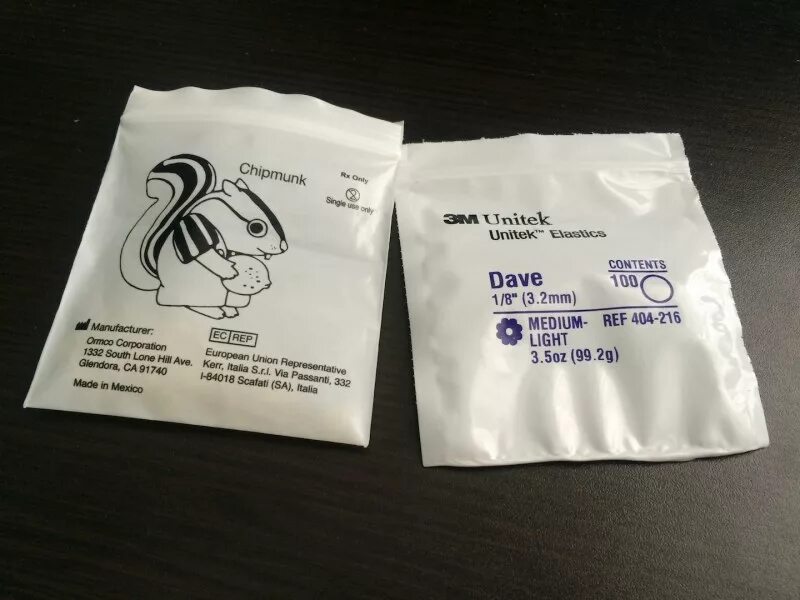 Chipmunk
Rx Only
Single use only
Manufacturer:
Ormco Corporation
1332 South Lone Hill Ave.
Glendora, CA 91740
Made in Mexico
EC REP
European Union Representative
Kerr, Italia S.r.l. Via Passanti, 332
I-84018 Scafati (SA), Italia
3M Unitek
Unitek™ Elastics
Dave
1/8" (3.2mm)
CONTENTS
100
MEDIUM-
LIGHT
3.5oz (99.2g)
REF 404-216